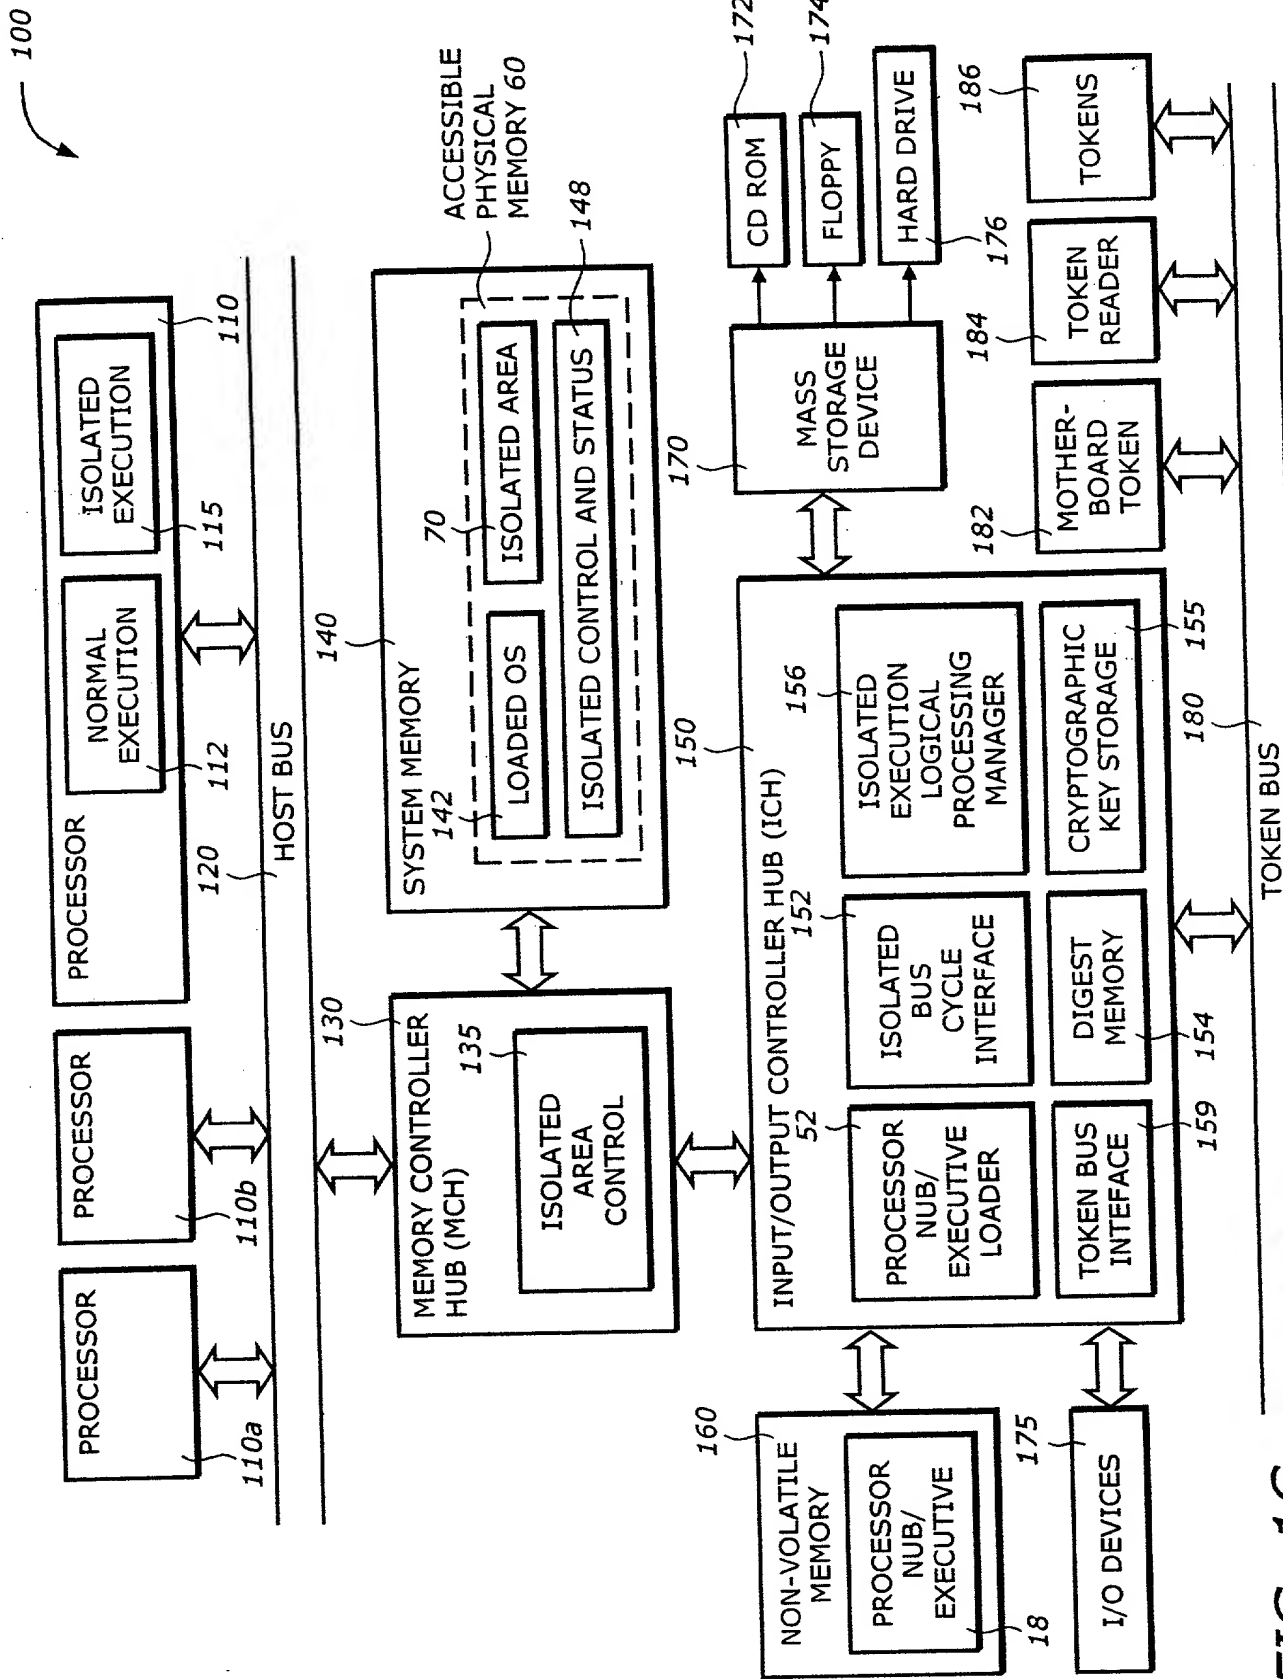 100
PROCESSOR
110a
PROCESSOR
110b
PROCESSOR
NORMAL
EXECUTION
112
ISOLATED
EXECUTION
115
110
120
HOST BUS
130
MEMORY CONTROLLER
HUB (MCH)
135
ISOLATED
AREA
CONTROL
140
SYSTEM MEMORY
142
LOADED OS
70
ISOLATED AREA
ISOLATED CONTROL AND STATUS
148
ACCESSIBLE
PHYSICAL
MEMORY 60
150
INPUT/OUTPUT CONTROLLER HUB (ICH)
52
PROCESSOR
NUB/
EXECUTIVE
LOADER
152
ISOLATED
BUS
CYCLE
INTERFACE
156
ISOLATED
EXECUTION
LOGICAL
PROCESSING
MANAGER
TOKEN BUS
INTEFACE
159
DIGEST
MEMORY
154
CRYPTOGRAPHIC
KEY STORAGE
155
160
NON-VOLATILE
MEMORY
PROCESSOR
NUB/
EXECUTIVE
18
175
I/O DEVICES
170
MASS
STORAGE
DEVICE
CD ROM
172
FLOPPY
174
HARD DRIVE
176
182
MOTHER-
BOARD
TOKEN
184
TOKEN
READER
186
TOKENS
180
TOKEN BUS